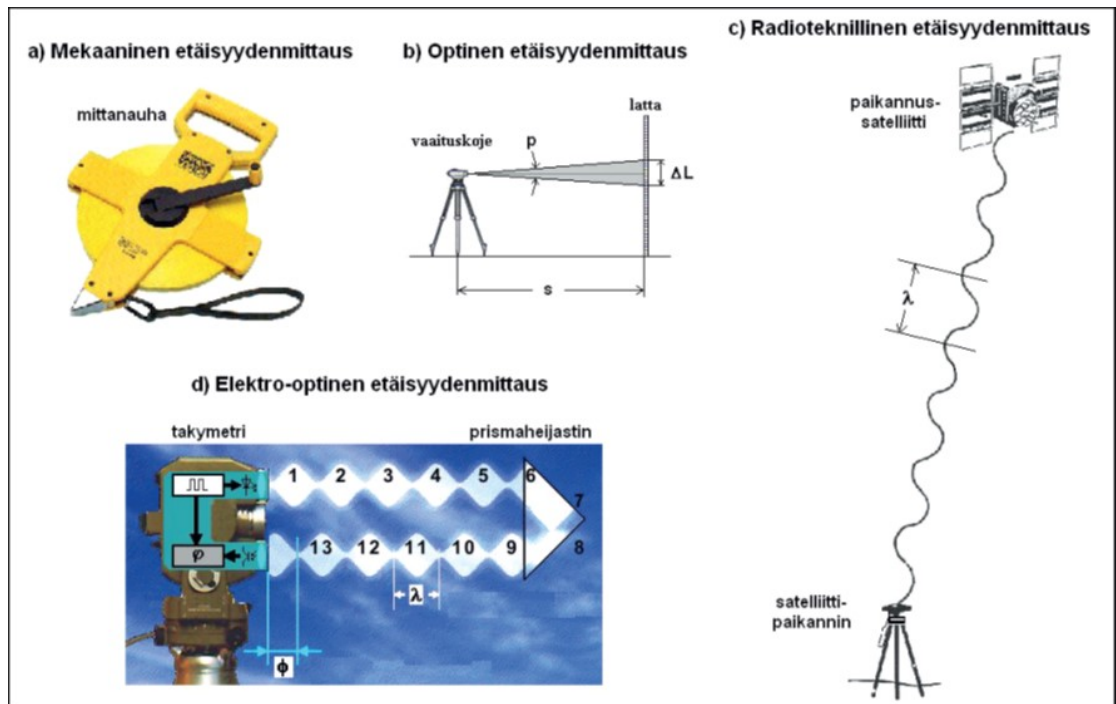 a) Mekaaninen etäisyydenmittaus
mittanauha
b) Optinen etäisyydenmittaus
latta
vaaituskoje
p
ΔL
s
c) Radioteknillinen etäisyydenmittaus
paikannus-
satelliitti
λ
satelliitti-
paikannin
d) Elektro-optinen etäisyydenmittaus
takymetri
prismaheijastin
1 2 3 4 5 6
7
8
13 12 11 10 9
φ
λ
ϕ